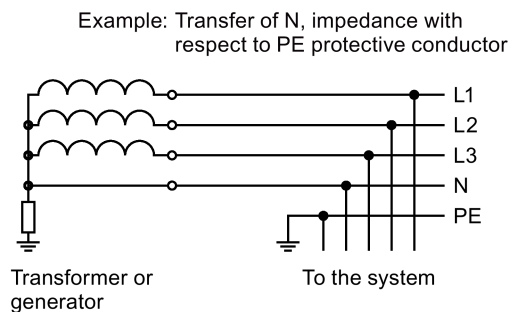 Example: Transfer of N, impedance with
respect to PE protective conductor
L1
L2
L3
N
PE
Transformer or
generator
To the system